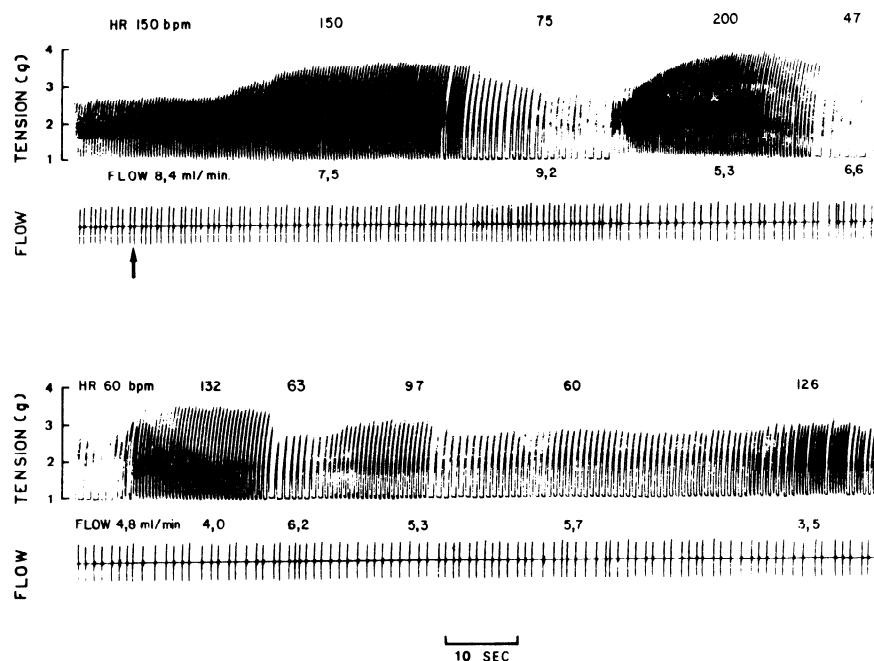 HR 150 bpm 150 75 200 47
TENSION (g)
4
3
2
1
FLOW 8,4 ml/min. 7,5 9,2 5,3 6,6
FLOW
HR 60 bpm 132 63 97 60 126
TENSION (g)
4
3
2
1
FLOW 4,8 ml/min 4,0 6,2 5,3 5,7 3,5
FLOW
10 SEC